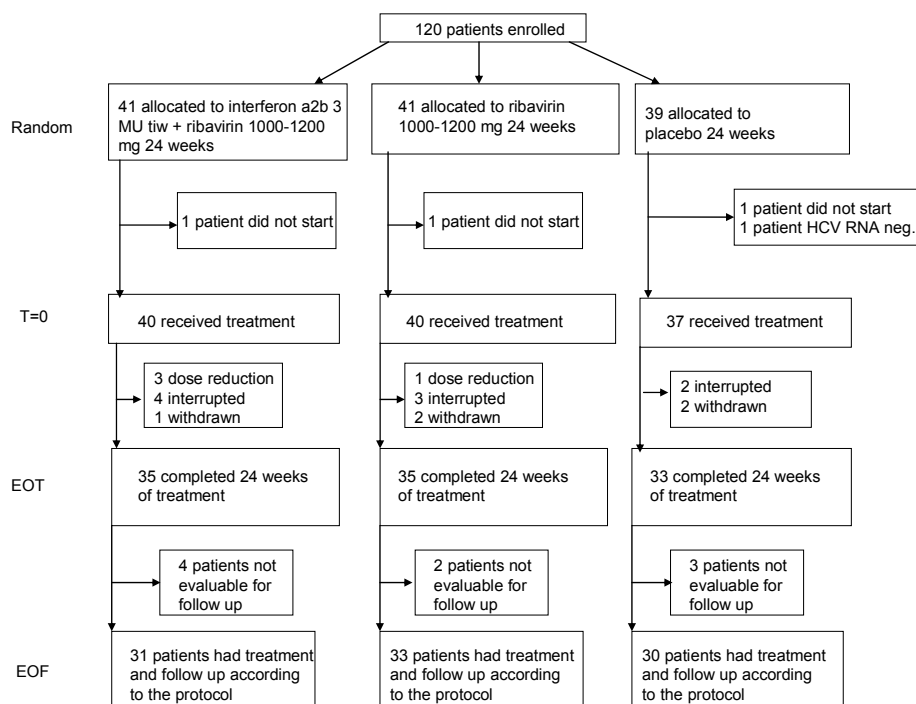 120 patients enrolled
Random
41 allocated to interferon a2b 3
MU tiw + ribavirin 1000-1200
mg 24 weeks
41 allocated to ribavirin
1000-1200 mg 24 weeks
39 allocated to
placebo 24 weeks
1 patient did not start
1 patient did not start
1 patient did not start
1 patient HCV RNA neg.
T=0
40 received treatment
40 received treatment
37 received treatment
3 dose reduction
4 interrupted
1 withdrawn
1 dose reduction
3 interrupted
2 withdrawn
2 interrupted
2 withdrawn
EOT
35 completed 24 weeks
of treatment
35 completed 24 weeks
of treatment
33 completed 24 weeks
of treatment
4 patients not
evaluable for
follow up
2 patients not
evaluable for
follow up
3 patients not
evaluable for
follow up
EOF
31 patients had treatment
and follow up according
to the protocol
33 patients had treatment
and follow up according
to the protocol
30 patients had treatment
and follow up according
to the protocol